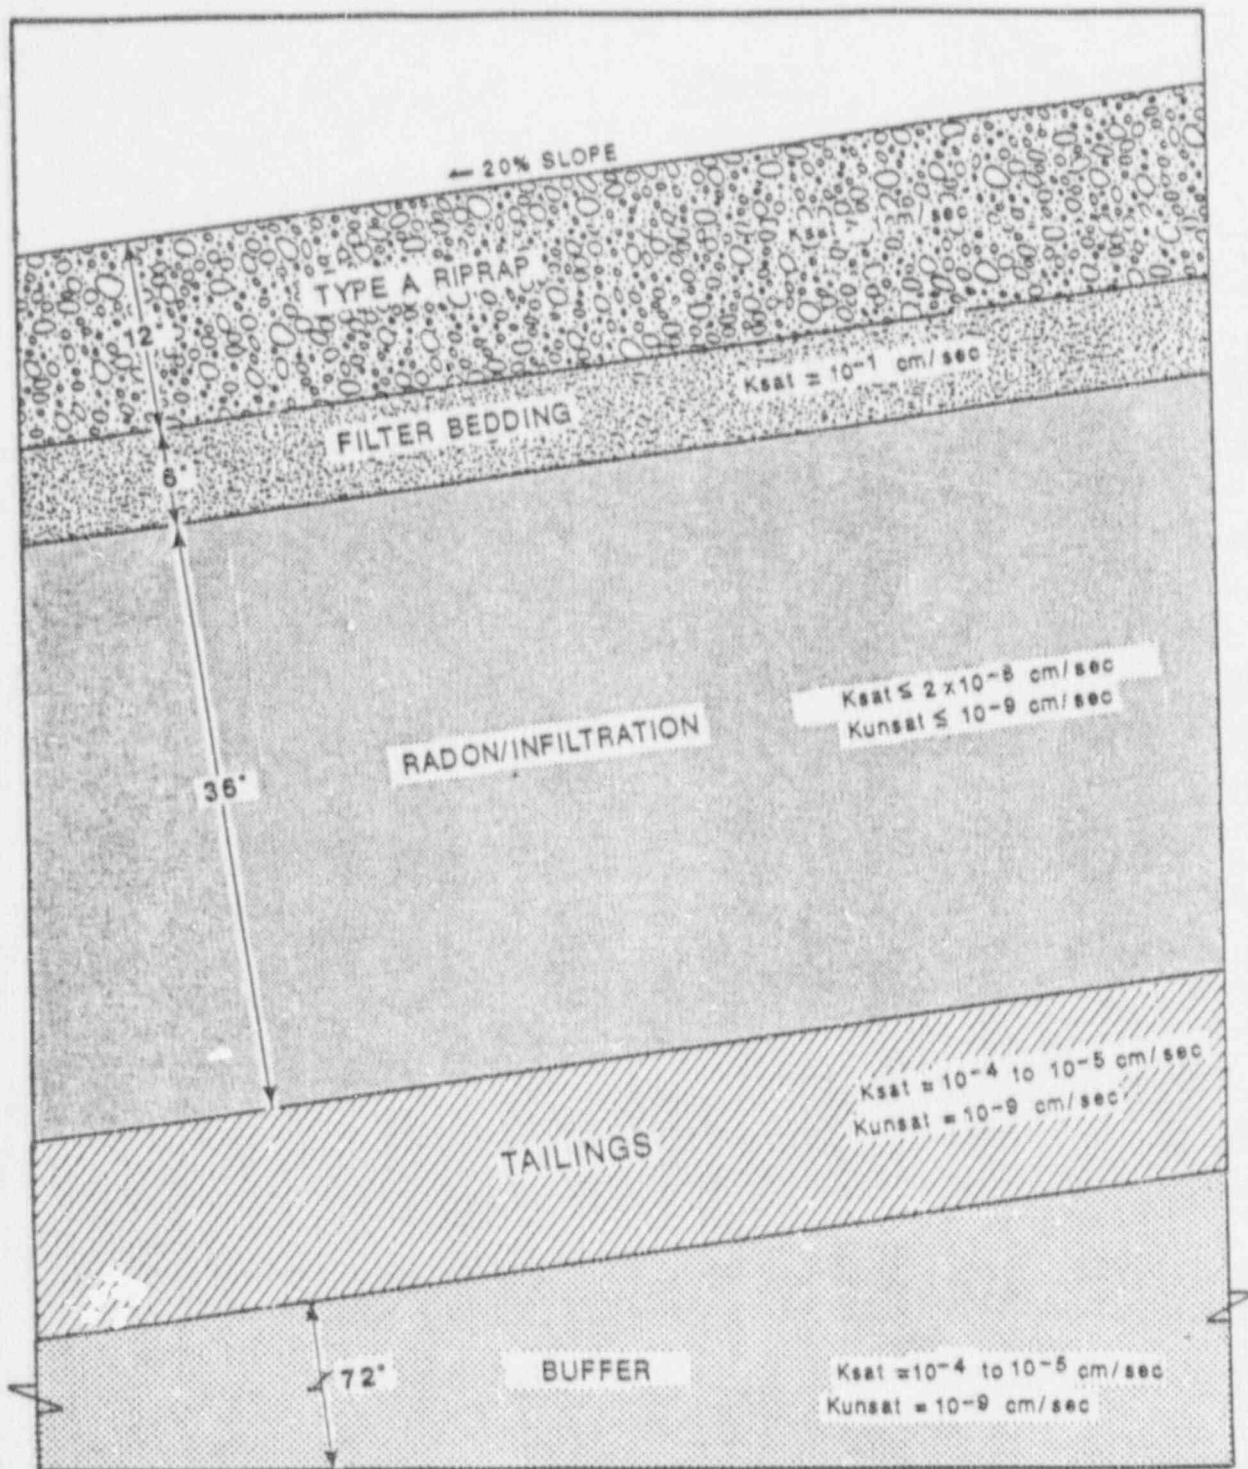 ← 20% SLOPE
TYPE A RIPRAP
12"
Ksat = 10-1 cm/sec
FILTER BEDDING
6"
Ksat ≤ 2 x 10-8 cm/sec
Kunsat ≤ 10-9 cm/sec
RADON/INFILTRATION
36"
Ksat = 10-4 to 10-5 cm/sec
Kunsat = 10-9 cm/sec
TAILINGS
72"
BUFFER
Ksat = 10-4 to 10-5 cm/sec
Kunsat = 10-9 cm/sec